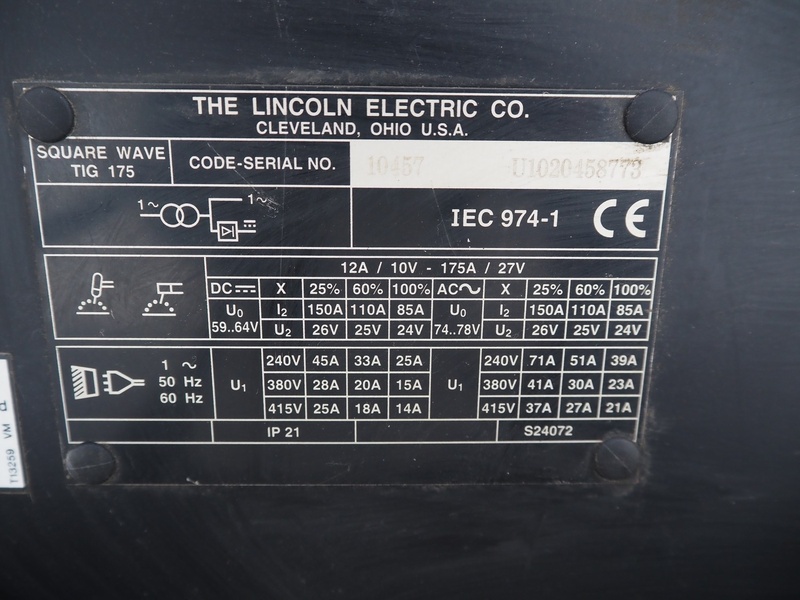 THE LINCOLN ELECTRIC CO.
CLEVELAND, OHIO U.S.A.
SQUARE WAVE
TIG 175
CODE-SERIAL NO.
10457 U1020458773
1~ 1~
IEC 974-1 CE
12A / 10V - 175A / 27V
DC X 25% 60% 100% AC~ X 25% 60% 100%
U0 I2 150A 110A 85A U0 I2 150A 110A 85A
59..64V U2 26V 25V 24V 74..78V U2 26V 25V 24V
1 ~
50 Hz
60 Hz
U1 240V 45A 33A 25A U1 240V 71A 51A 39A
380V 28A 20A 15A 380V 41A 30A 23A
415V 25A 18A 14A 415V 37A 27A 21A
IP 21 S24072
T13259 VM